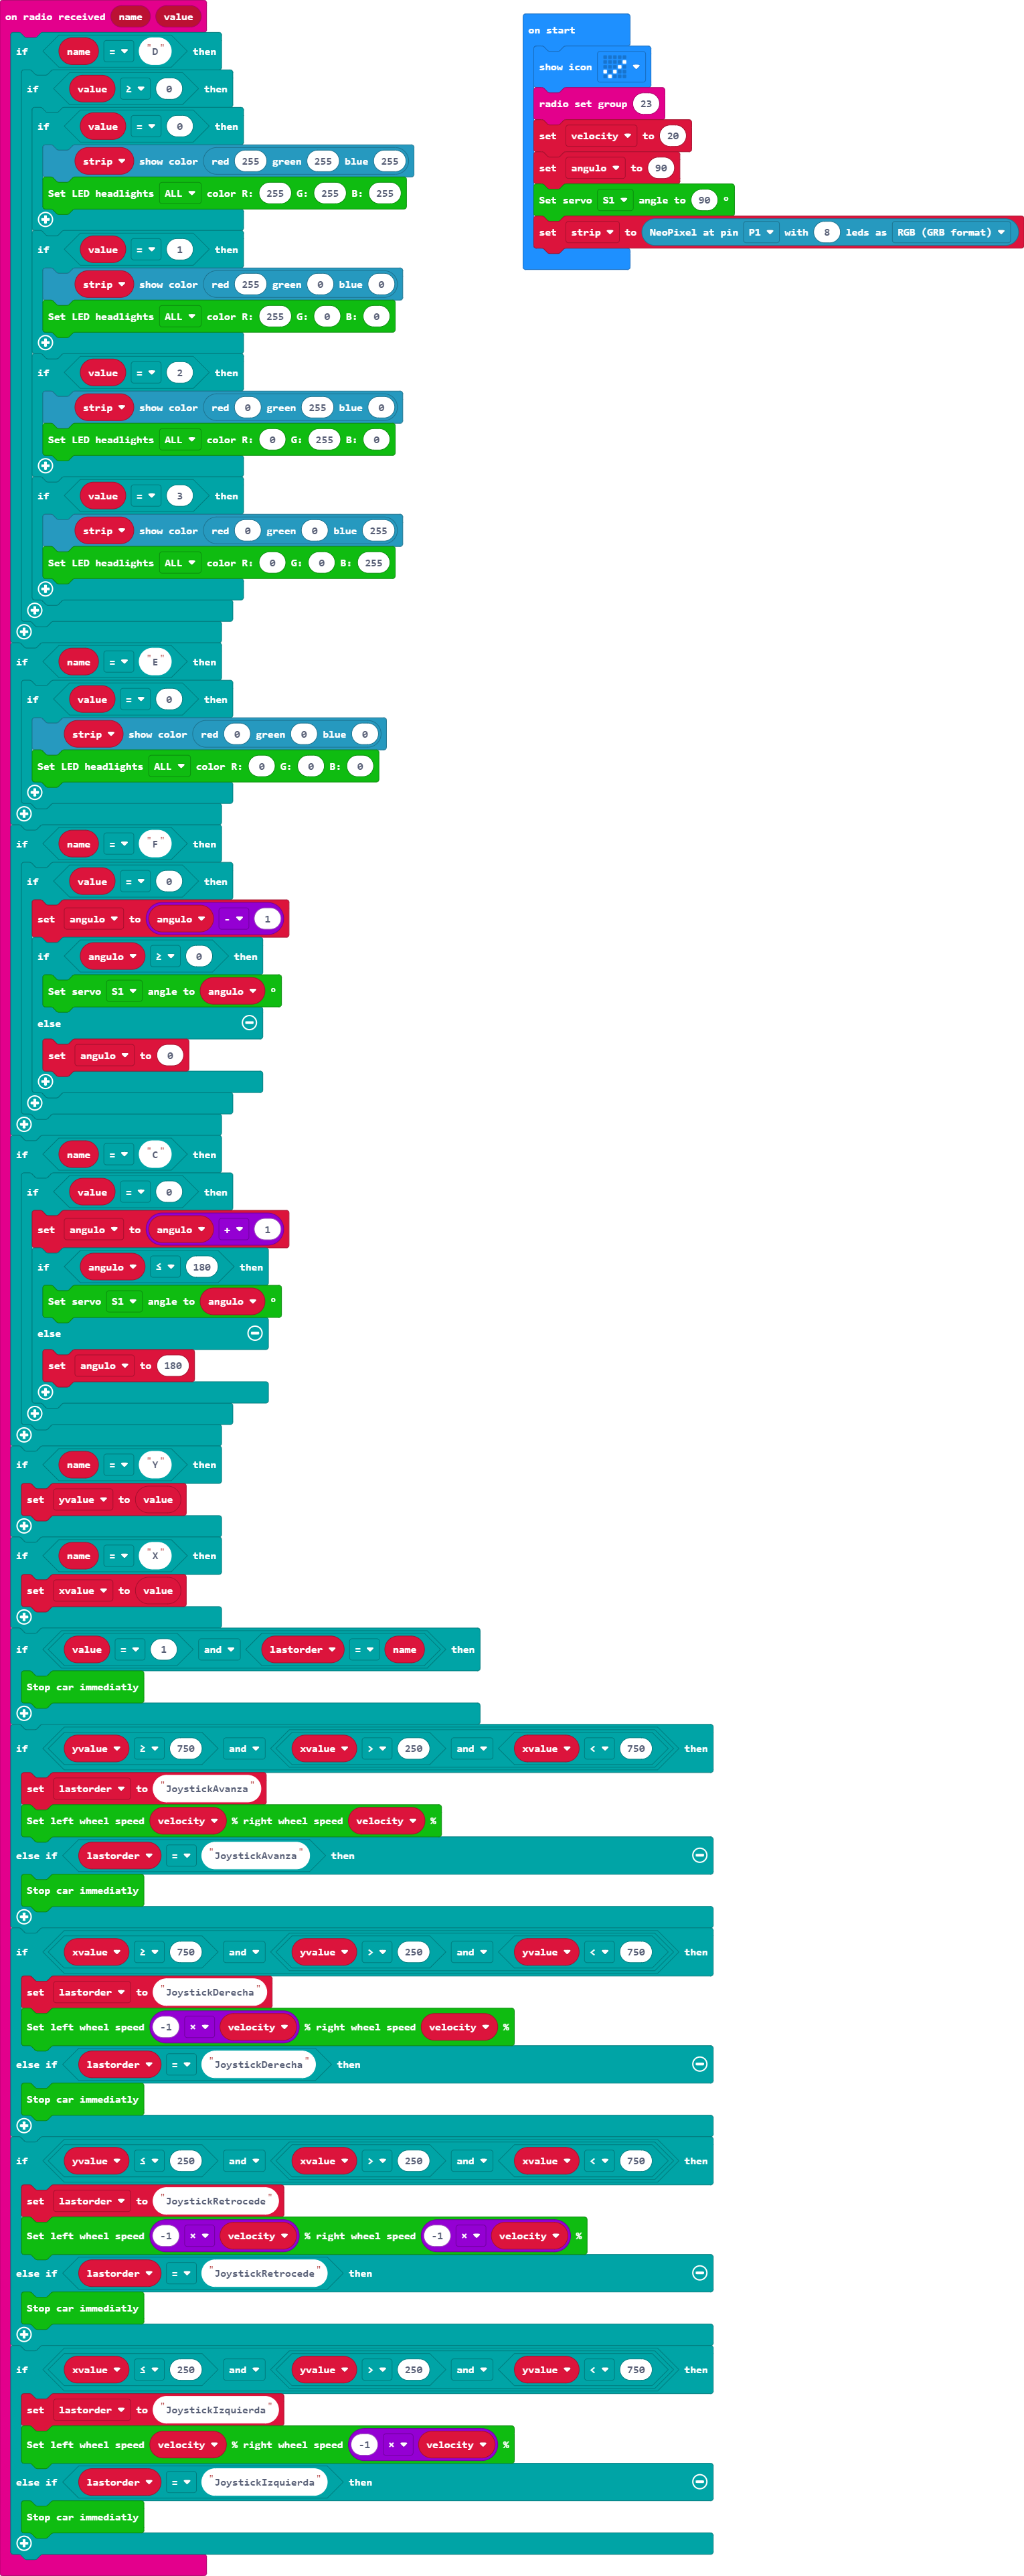 on radio received name value
if name = "D" then
if value ≥ 0 then
if value = 0 then
strip show color red 255 green 255 blue 255
Set LED headlights ALL color R: 255 G: 255 B: 255
if value = 1 then
strip show color red 255 green 0 blue 0
Set LED headlights ALL color R: 255 G: 0 B: 0
if value = 2 then
strip show color red 0 green 255 blue 0
Set LED headlights ALL color R: 0 G: 255 B: 0
if value = 3 then
strip show color red 0 green 0 blue 255
Set LED headlights ALL color R: 0 G: 0 B: 255
if name = "E" then
if value = 0 then
strip show color red 0 green 0 blue 0
Set LED headlights ALL color R: 0 G: 0 B: 0
if name = "F" then
if value = 0 then
set angulo to angulo - 1
if angulo ≥ 0 then
Set servo S1 angle to angulo º
else
set angulo to 0
if name = "C" then
if value = 0 then
set angulo to angulo + 1
if angulo ≤ 180 then
Set servo S1 angle to angulo º
else
set angulo to 180
if name = "Y" then
set yvalue to value
if name = "X" then
set xvalue to value
if value = 1 and lastorder = name then
Stop car immediatly
if yvalue ≥ 750 and xvalue > 250 and xvalue < 750 then
set lastorder to "JoystickAvanza"
Set left wheel speed velocity % right wheel speed velocity %
else if lastorder = "JoystickAvanza" then
Stop car immediatly
if xvalue ≥ 750 and yvalue > 250 and yvalue < 750 then
set lastorder to "JoystickDerecha"
Set left wheel speed -1 × velocity % right wheel speed velocity %
else if lastorder = "JoystickDerecha" then
Stop car immediatly
if yvalue ≤ 250 and xvalue > 250 and xvalue < 750 then
set lastorder to "JoystickRetrocede"
Set left wheel speed -1 × velocity % right wheel speed -1 × velocity %
else if lastorder = "JoystickRetrocede" then
Stop car immediatly
if xvalue ≤ 250 and yvalue > 250 and yvalue < 750 then
set lastorder to "JoystickIzquierda"
Set left wheel speed velocity % right wheel speed -1 × velocity %
else if lastorder = "JoystickIzquierda" then
Stop car immediatly
on start
show icon
radio set group 23
set velocity to 20
set angulo to 90
Set servo S1 angle to 90 º
set strip to NeoPixel at pin P1 with 8 leds as RGB (GRB format)